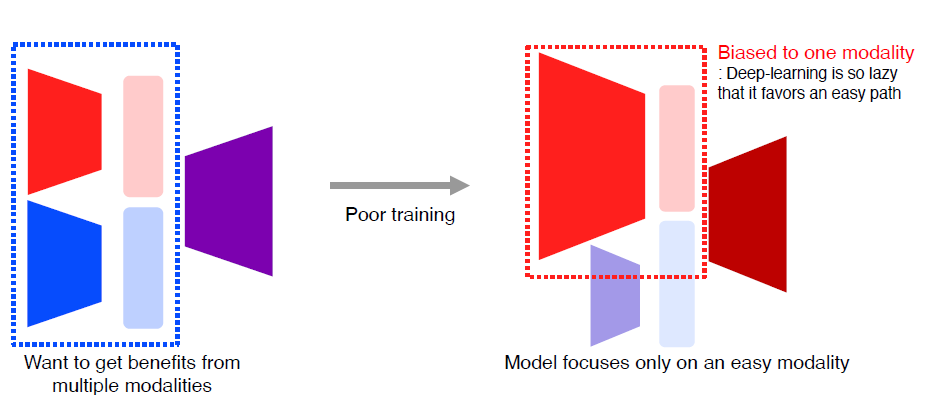 Biased to one modality
: Deep-learning is so lazy
that it favors an easy path
Poor training
Want to get benefits from
multiple modalities
Model focuses only on an easy modality